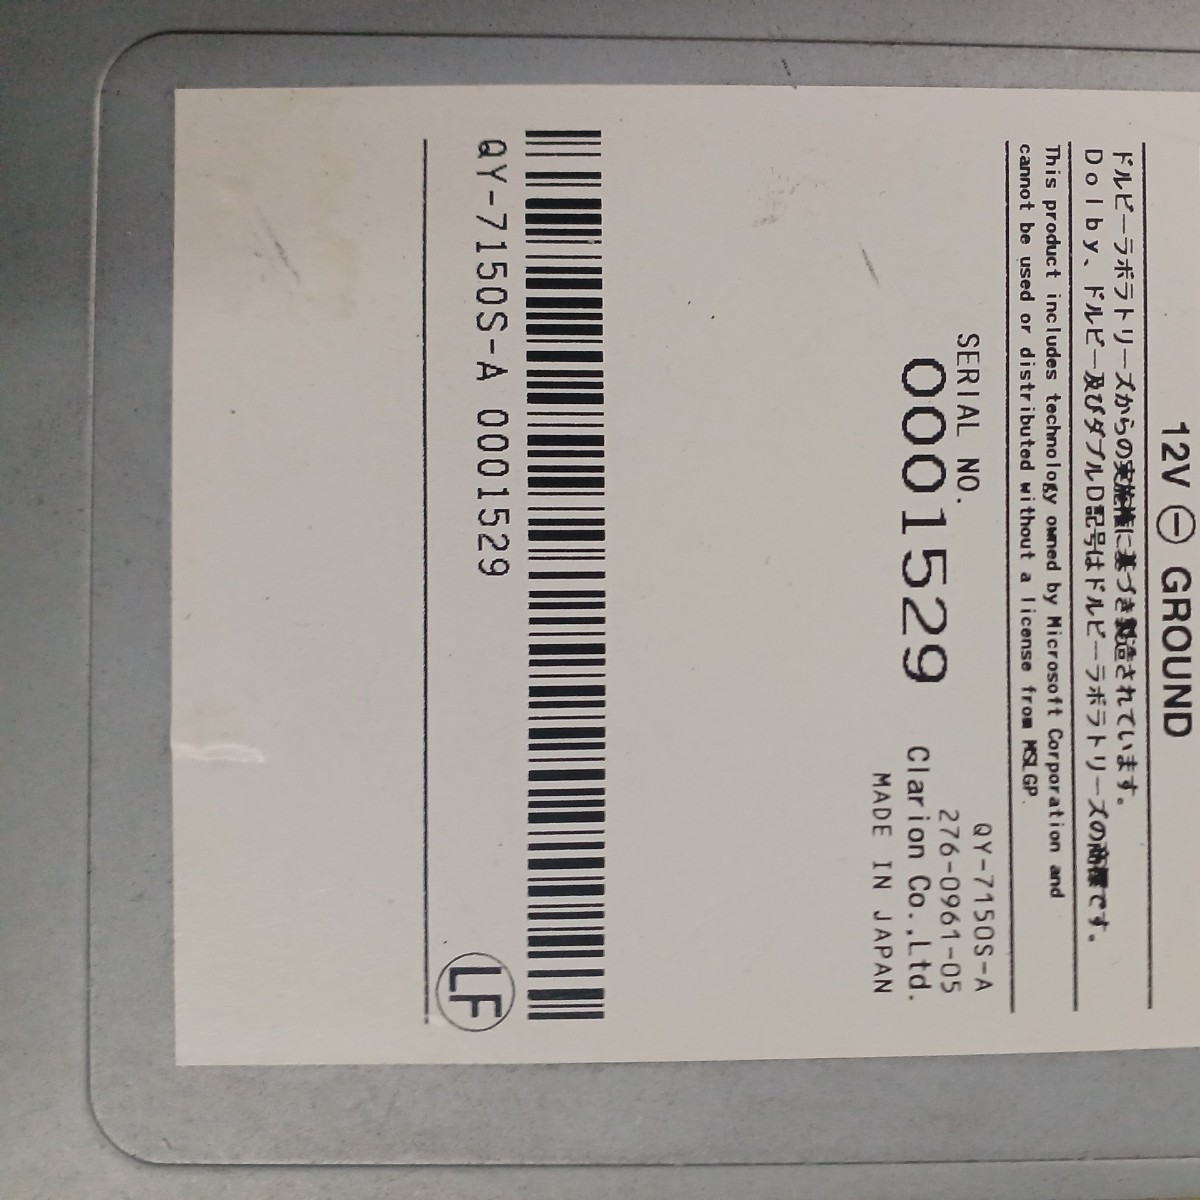 12V ⊖ GROUND
ドルビーラボラトリーズからの実施権に基づき製造されています。
Dolby、ドルビー及びダブルD記号はドルビーラボラトリーズの商標です。
This product includes technology owned by Microsoft Corporation and
cannot be used or distributed without a license from MSLGP.
SERIAL NO.
0001529
QY-7150S-A
276-0961-05
Clarion Co.,Ltd.
MADE IN JAPAN
QY-7150S-A 0001529
LF